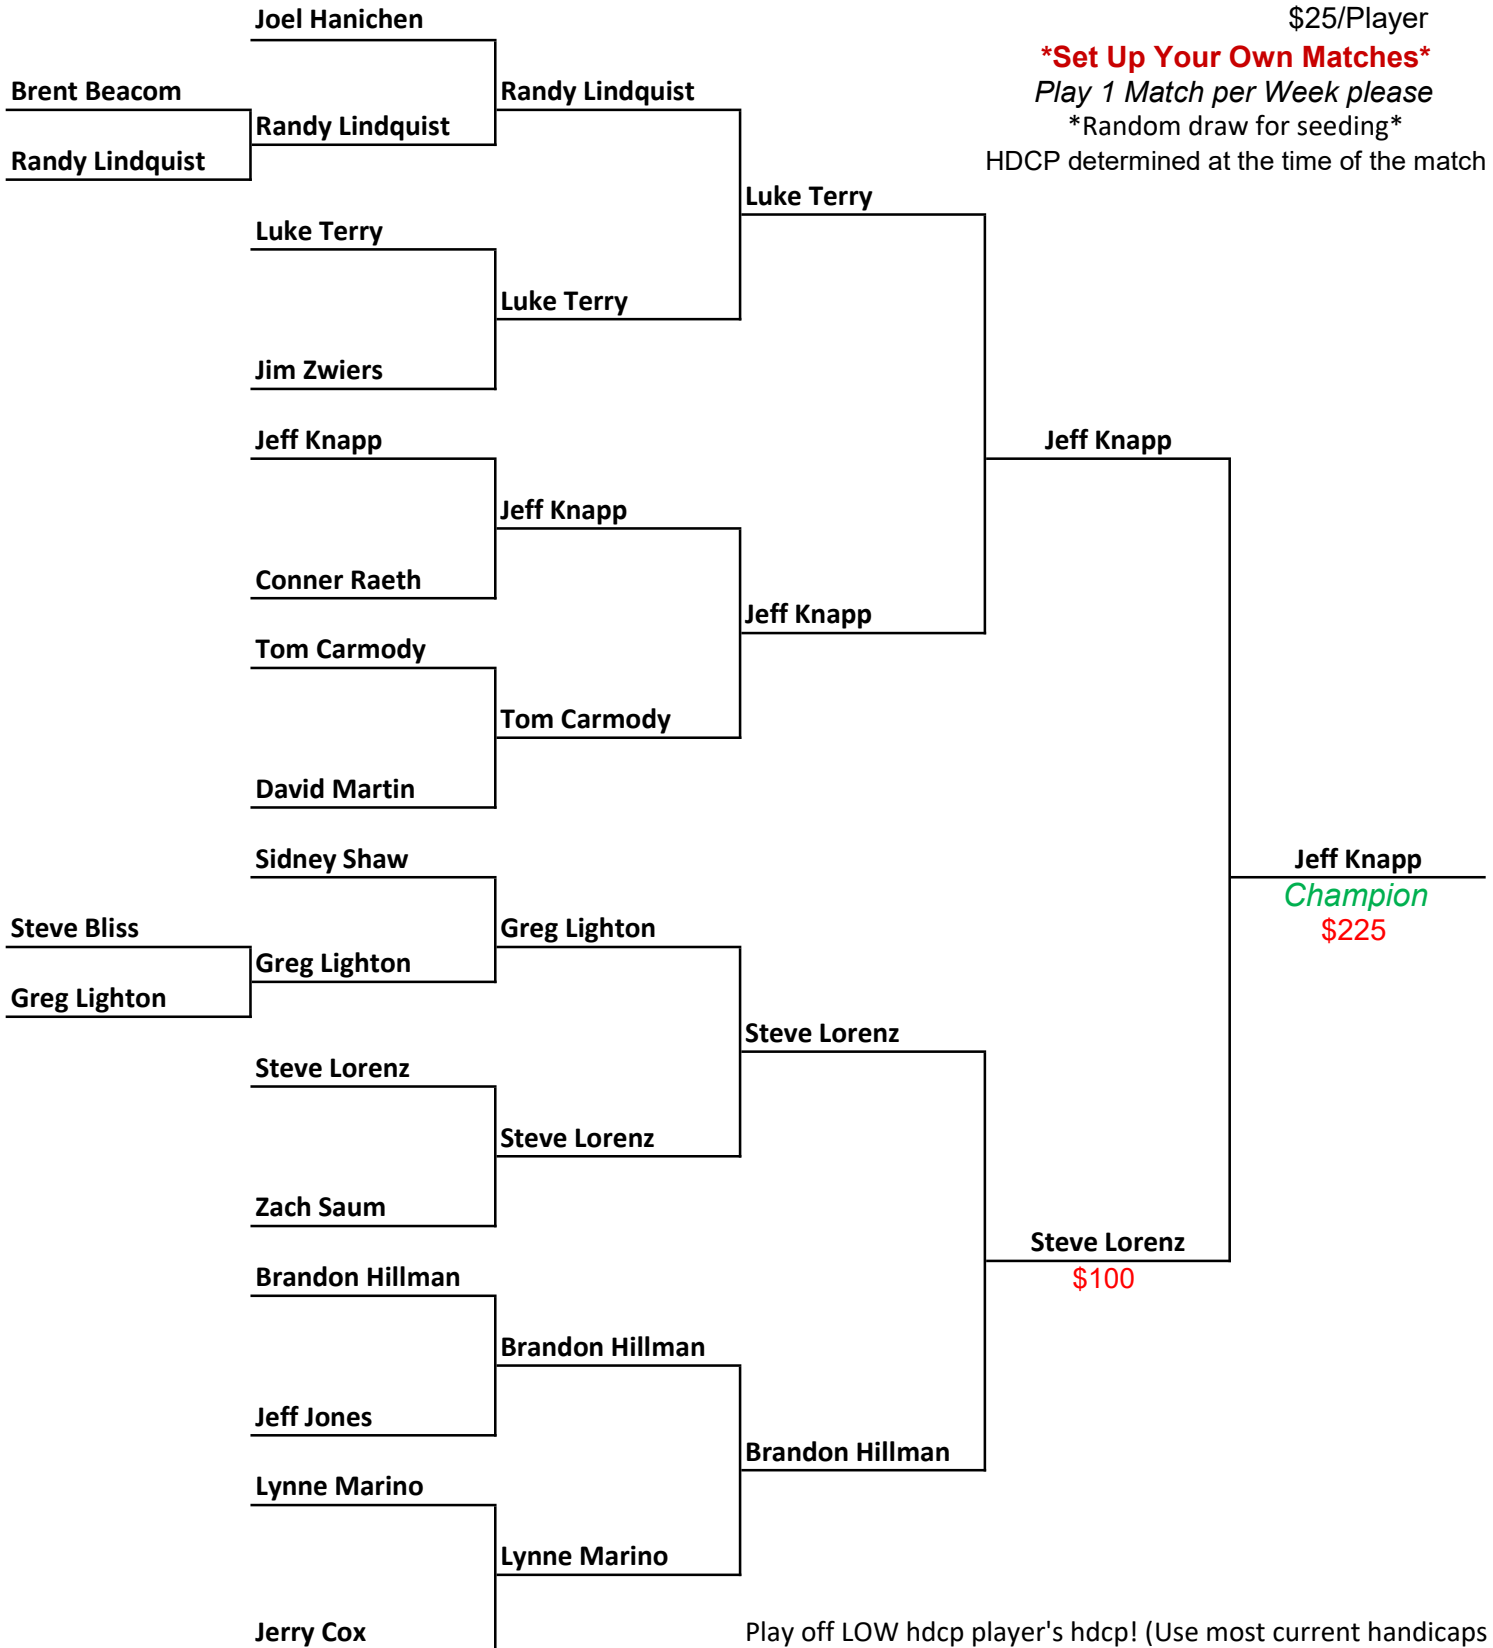 Joel Hanichen
$25/Player
*Set Up Your Own Matches*
Brent Beacom
Randy Lindquist
Play 1 Match per Week please
Randy Lindquist
*Random draw for seeding*
Randy Lindquist
HDCP determined at the time of the match
Luke Terry
Luke Terry
Luke Terry
Jim Zwiers
Jeff Knapp
Jeff Knapp
Jeff Knapp
Conner Raeth
Jeff Knapp
Tom Carmody
Tom Carmody
David Martin
Sidney Shaw
Jeff Knapp
Champion
Steve Bliss
Greg Lighton
$225
Greg Lighton
Greg Lighton
Steve Lorenz
Steve Lorenz
Steve Lorenz
Zach Saum
Steve Lorenz
Brandon Hillman
$100
Brandon Hillman
Jeff Jones
Brandon Hillman
Lynne Marino
Lynne Marino
Jerry Cox
Play off LOW hdcp player's hdcp! (Use most current handicaps